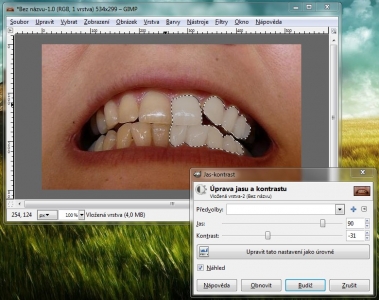 *Bez názvu-1.0 (RGB, 1 vrstva) 534x299 – GIMP
Soubor Upravit Vybrat Zobrazení Obrázek Vrstva Barvy Nástroje Filtry Okno Nápověda
254, 124 px 100 % Vložená vrstva (4,0 MB)
Jas-kontrast
Úprava jasu a kontrastu
Vložená vrstva-2 (Bez názvu)
Předvolby:
Jas: 90
Kontrast: -31
Upravit tato nastavení jako úrovně
Náhled
Nápověda Obnovit Budiž Zrušit